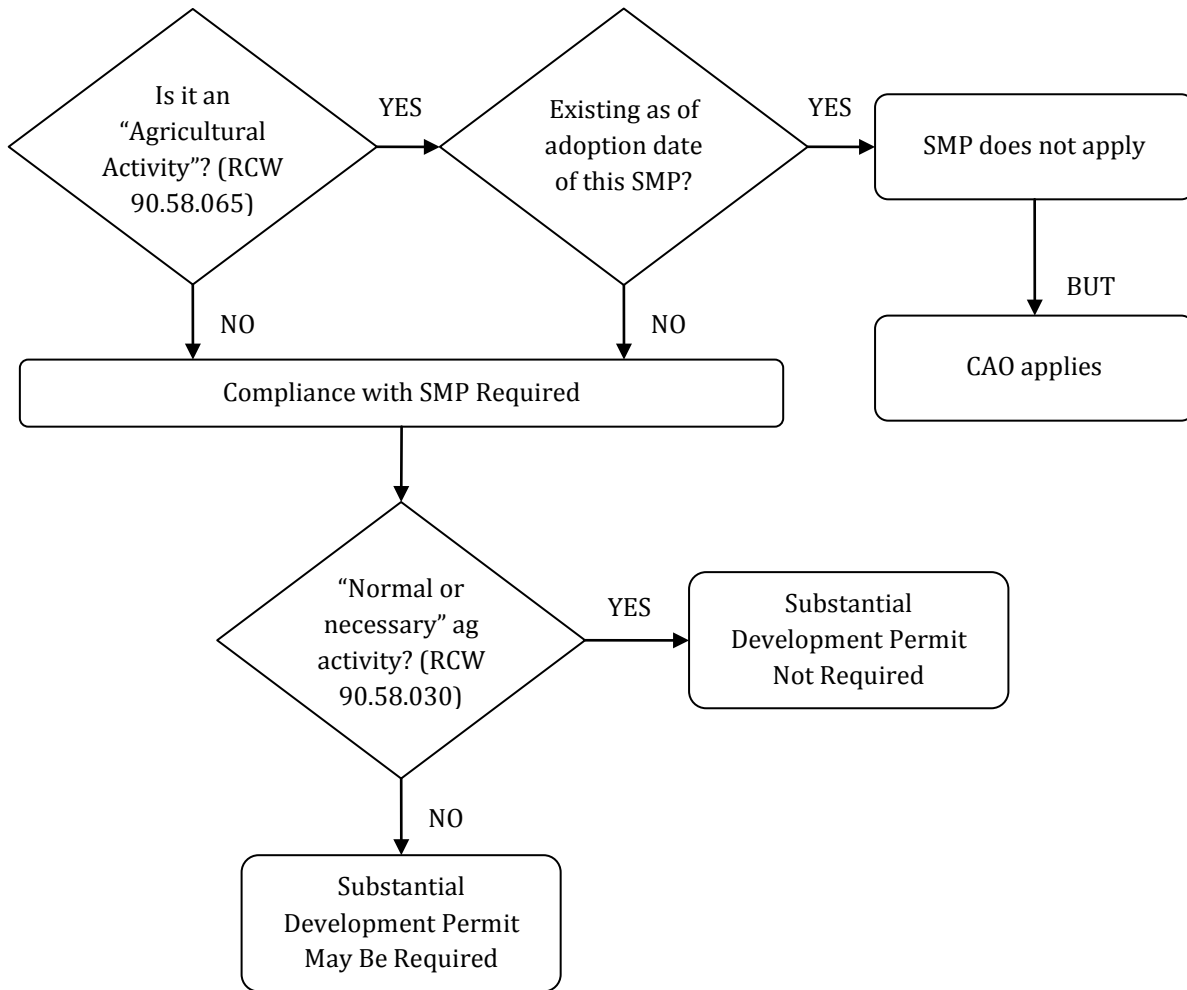 Is it an
“Agricultural
Activity”? (RCW
90.58.065)
YES
Existing as of
adoption date
of this SMP?
YES
SMP does not apply
BUT
CAO applies
NO
NO
Compliance with SMP Required
“Normal or
necessary” ag
activity? (RCW
90.58.030)
YES
Substantial
Development Permit
Not Required
NO
Substantial
Development Permit
May Be Required